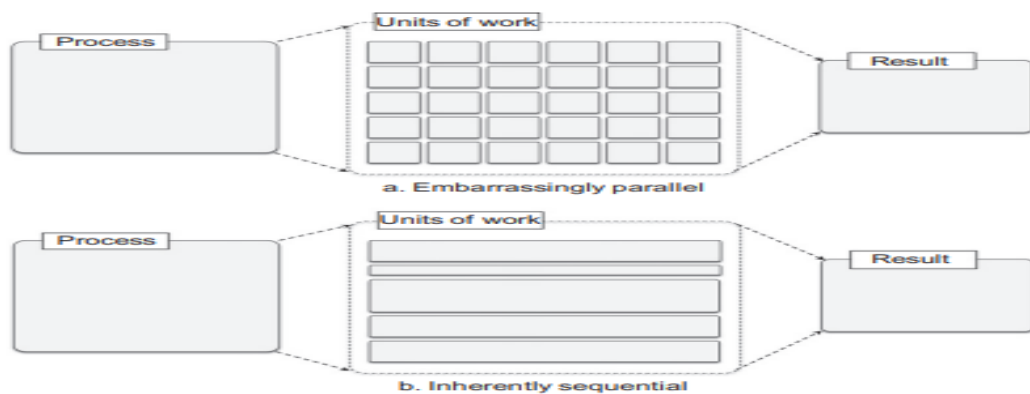 Units of work
Process
Result
a. Embarrassingly parallel
Units of work
Process
Result
b. Inherently sequential